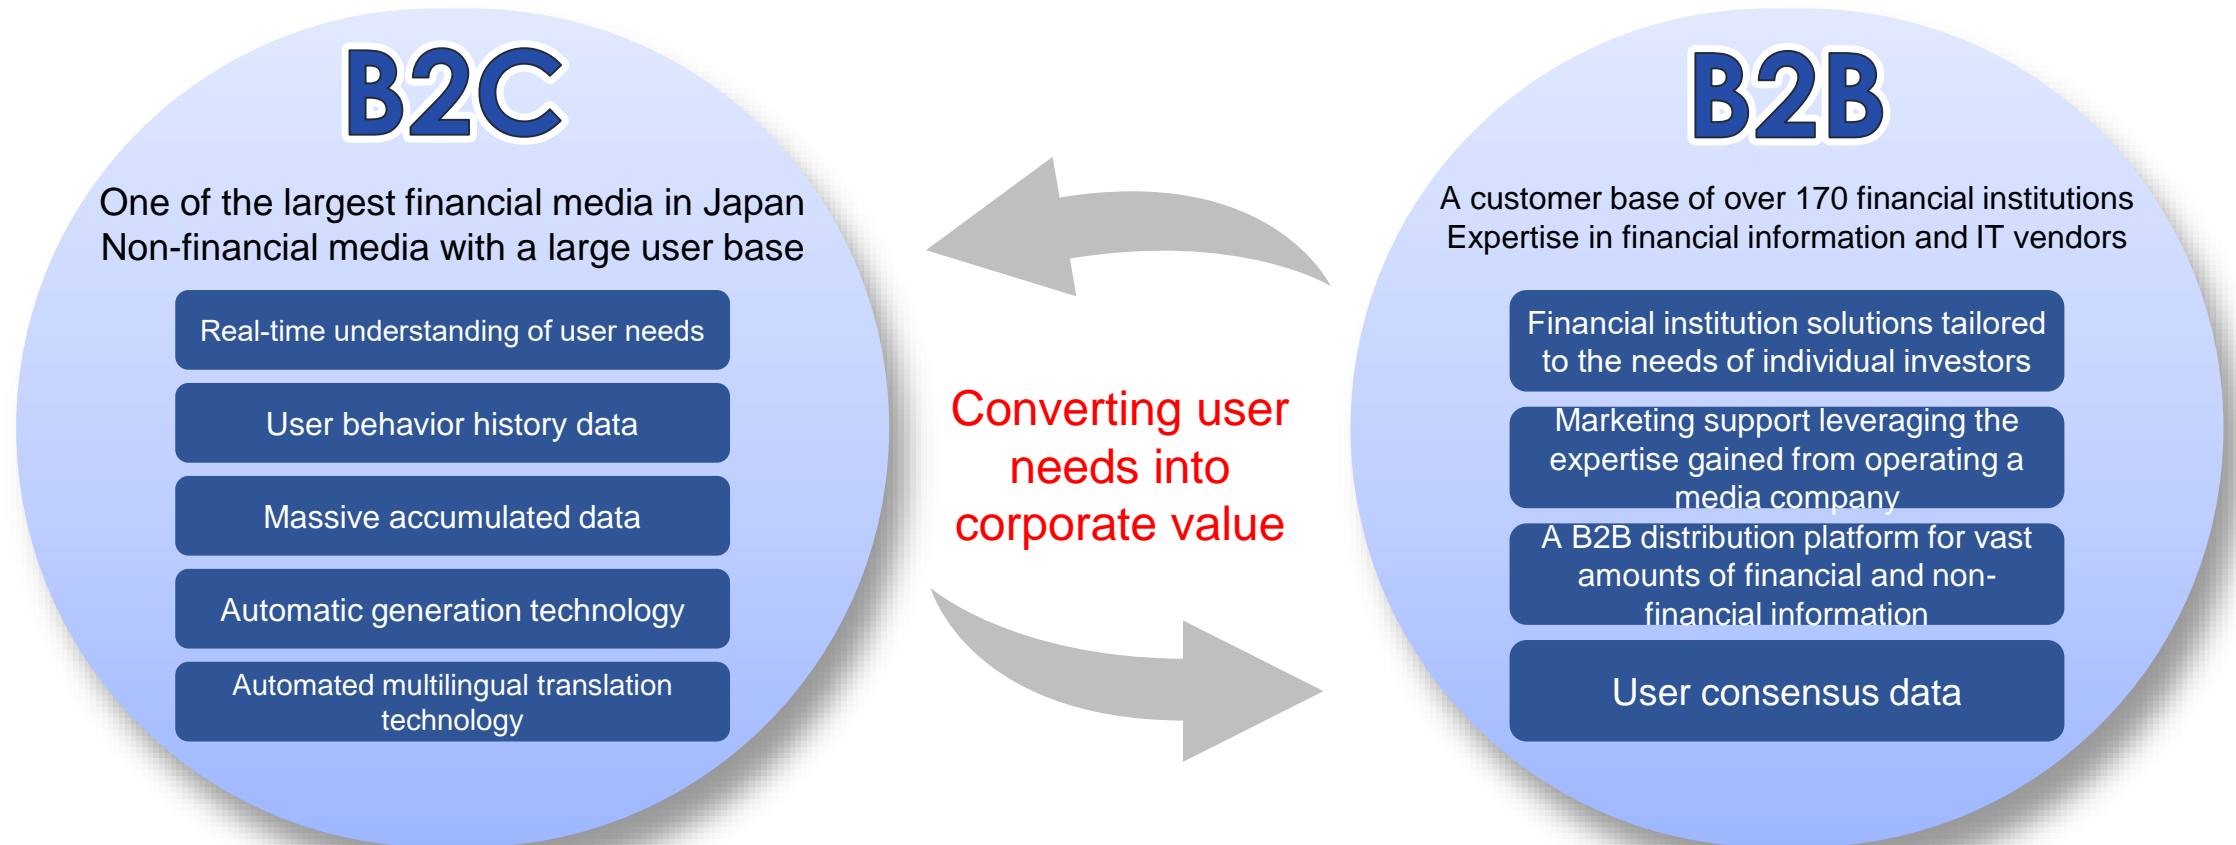 B2C
One of the largest financial media in Japan
Non-financial media with a large user base
Real-time understanding of user needs
User behavior history data
Massive accumulated data
Automatic generation technology
Automated multilingual translation
technology
Converting user
needs into
corporate value
B2B
A customer base of over 170 financial institutions
Expertise in financial information and IT vendors
Financial institution solutions tailored
to the needs of individual investors
Marketing support leveraging the
expertise gained from operating a
media company
A B2B distribution platform for vast
amounts of financial and non-
financial information
User consensus data